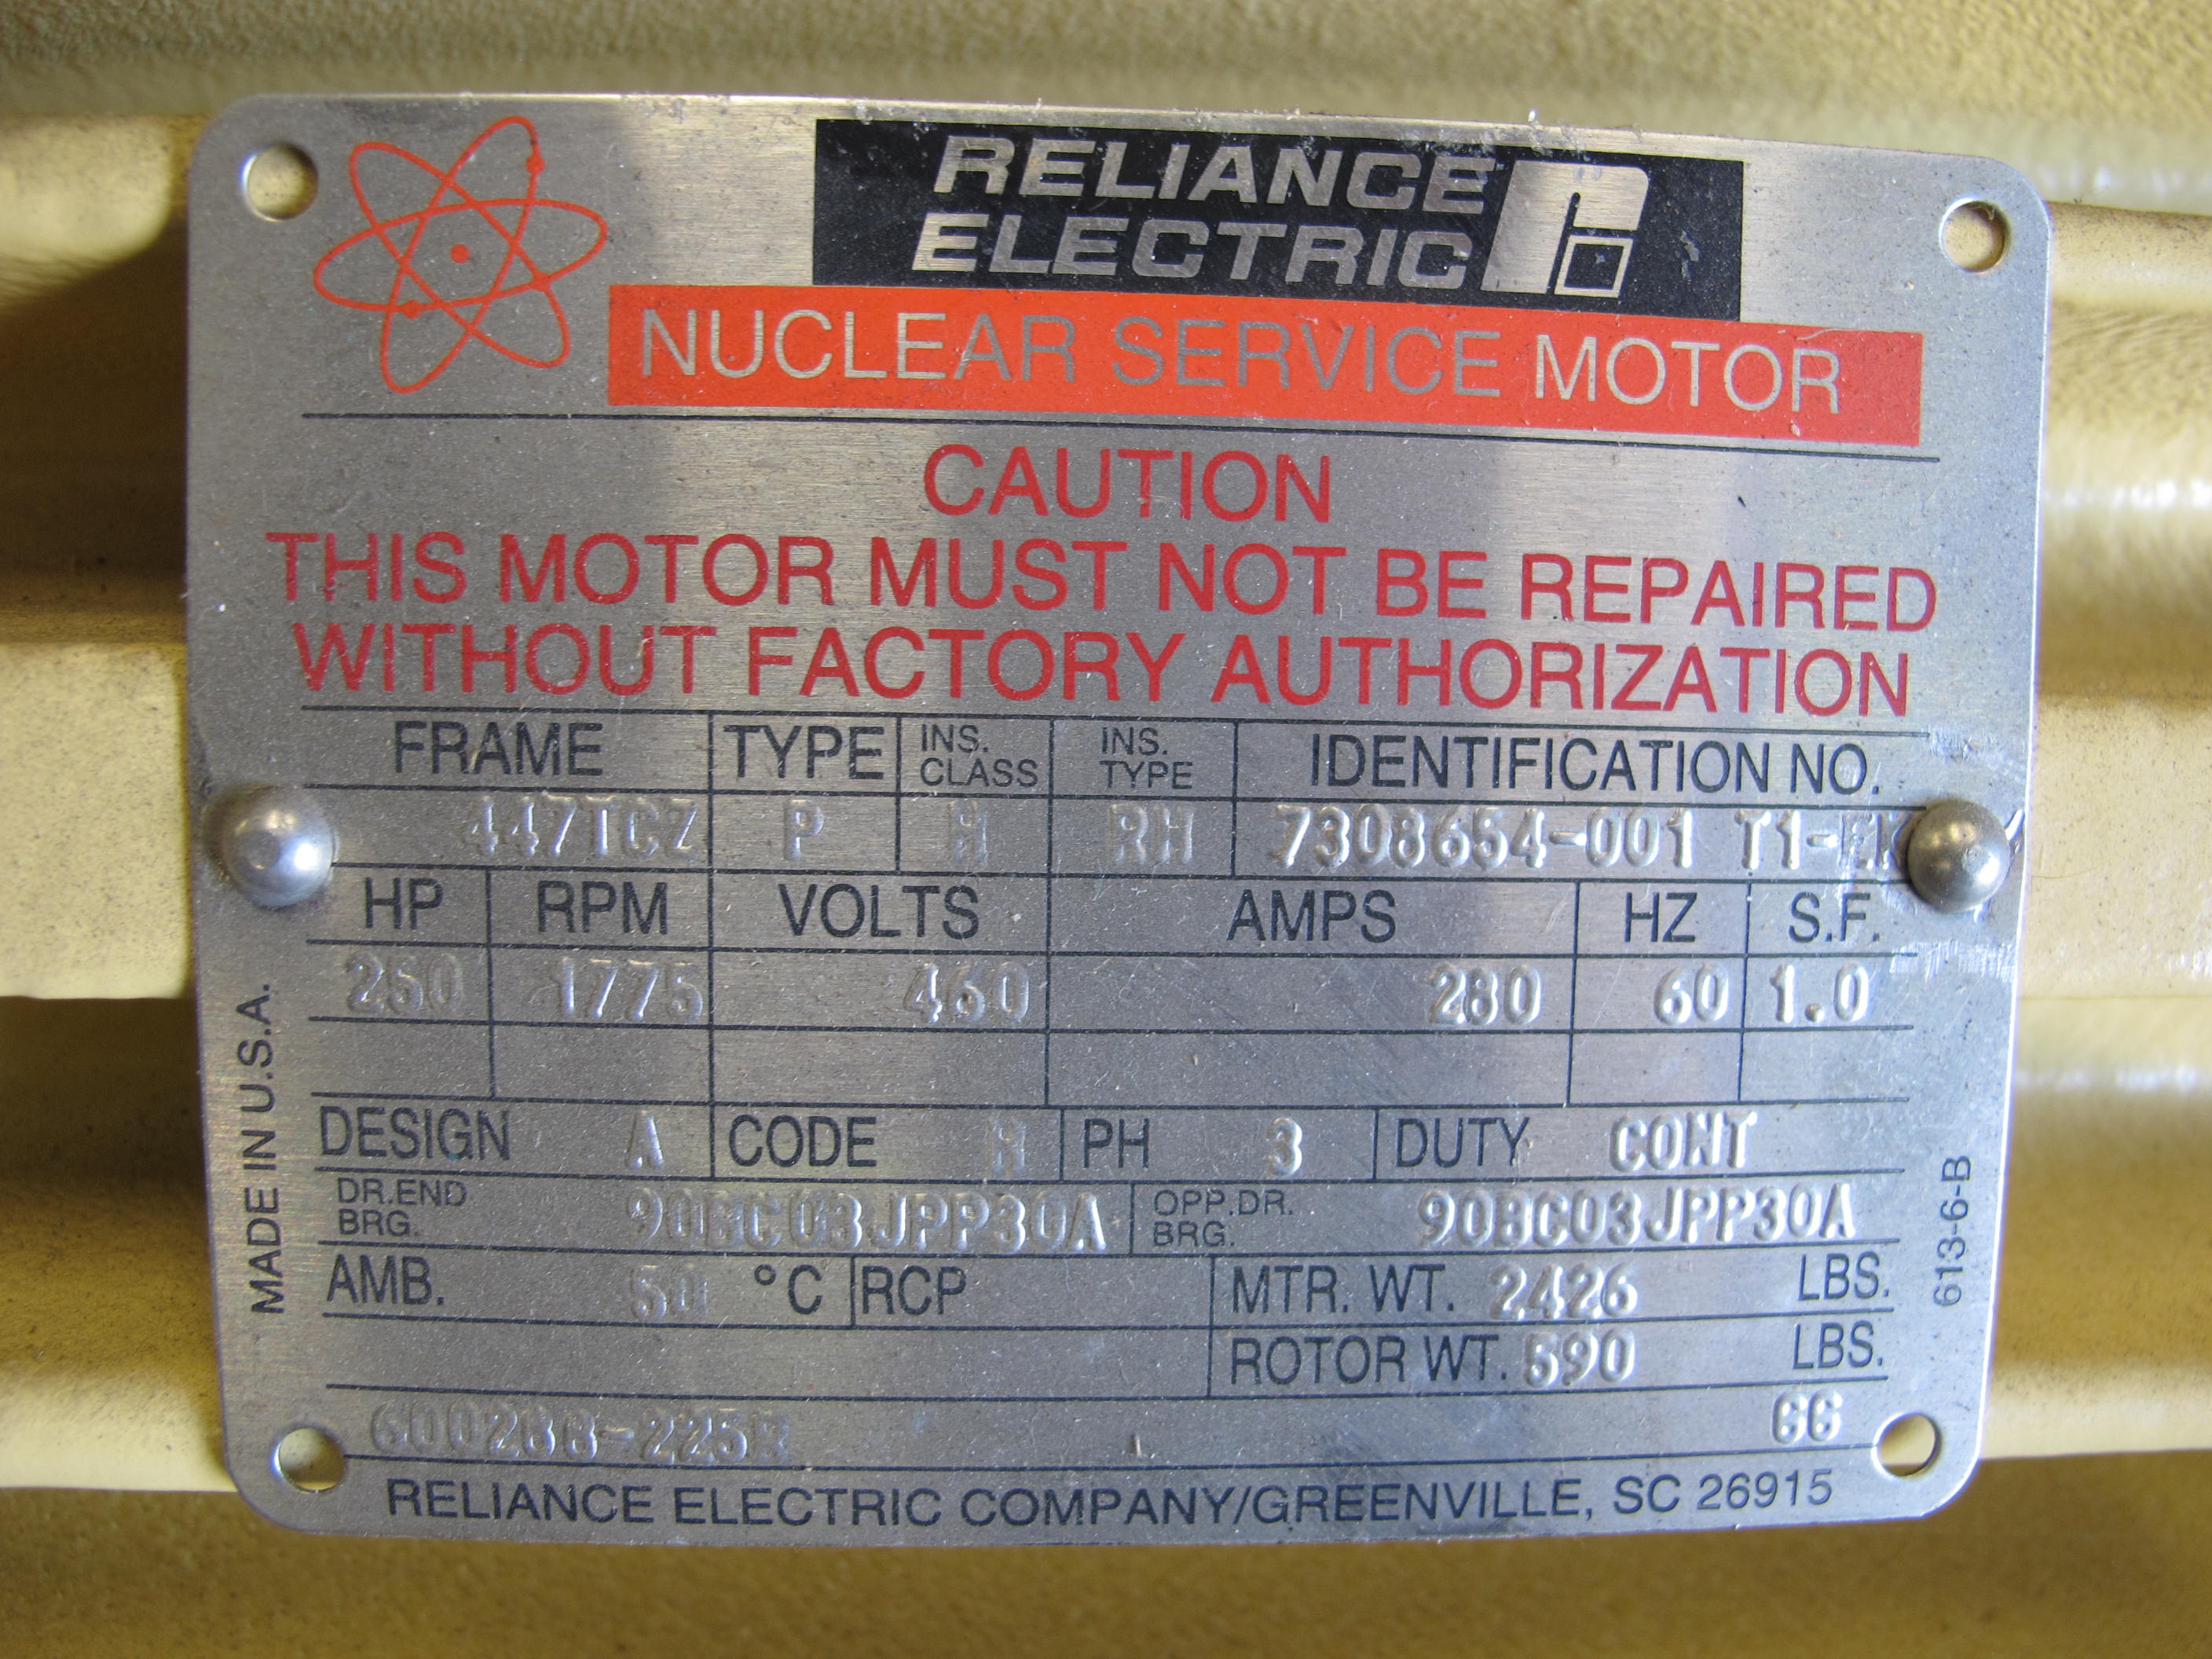 RELIANCE
ELECTRIC
NUCLEAR SERVICE MOTOR
CAUTION
THIS MOTOR MUST NOT BE REPAIRED
WITHOUT FACTORY AUTHORIZATION
FRAME TYPE INS. CLASS INS. TYPE IDENTIFICATION NO.
447TCZ P H RH 7308654-001 T1-
HP RPM VOLTS AMPS HZ S.F.
250 1775 460 280 60 1.0
DESIGN A CODE H PH 3 DUTY CONT
DR.END BRG. 90BC03JPP30A OPP.DR. BRG. 90BC03JPP30A
AMB. 50 °C RCP MTR. WT. 2426 LBS.
ROTOR WT. 590 LBS.
RELIANCE ELECTRIC COMPANY/GREENVILLE, SC 26915
MADE IN U.S.A.
613-6-B